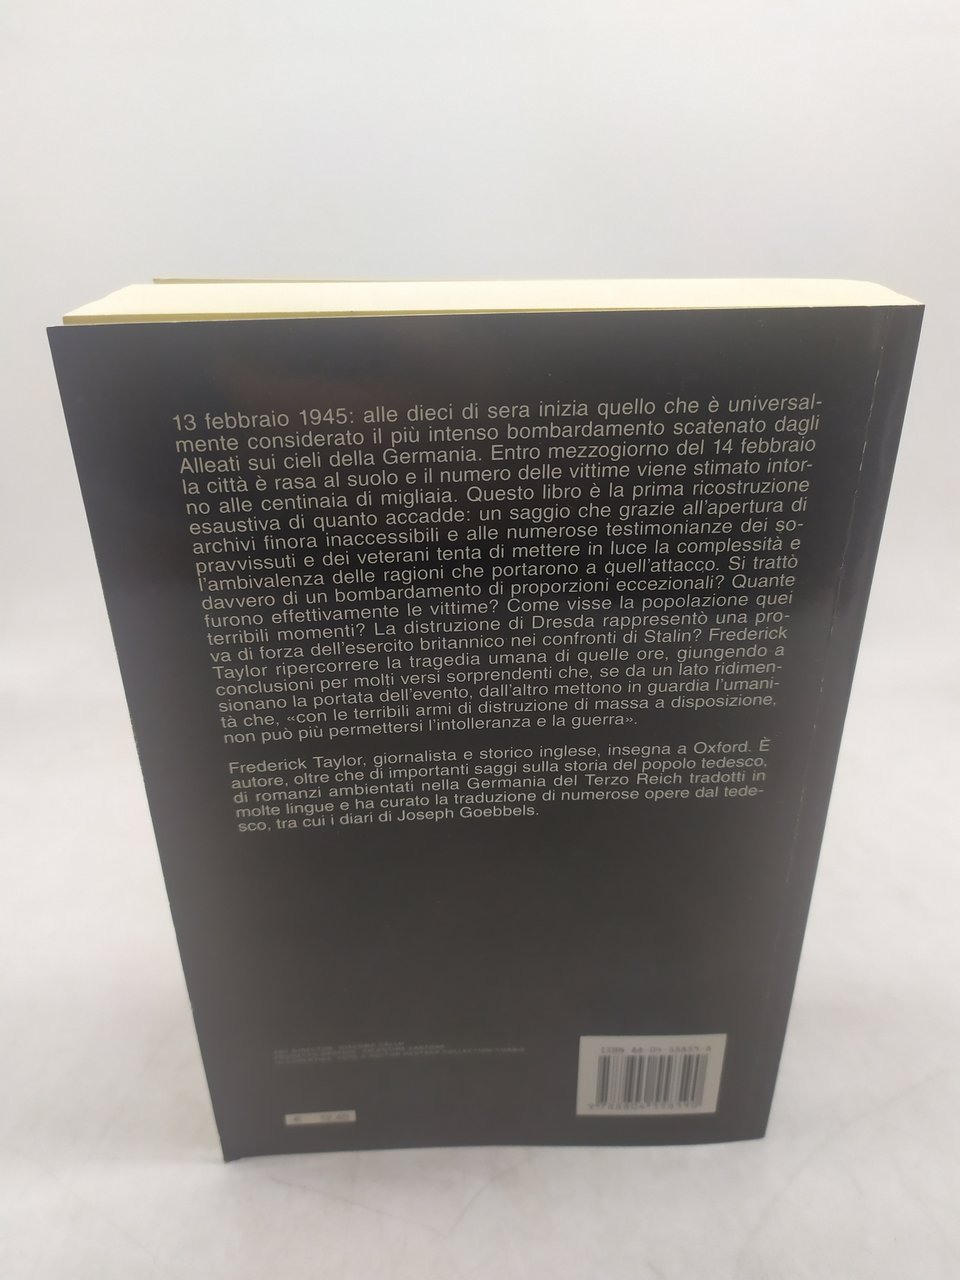 13 febbraio 1945: alle dieci di sera inizia quello che è universal-
mente considerato il più intenso bombardamento scatenato dagli
Alleati sui cieli della Germania. Entro mezzogiorno del 14 febbraio
la città è rasa al suolo e il numero delle vittime viene stimato intor-
no alle centinaia di migliaia. Questo libro è la prima ricostruzione
esaustiva di quanto accadde: un saggio che grazie all'apertura di
archivi finora inaccessibili e alle numerose testimonianze dei so-
pravvissuti e dei veterani tenta di mettere in luce la complessità e
l'ambivalenza delle ragioni che portarono a quell'attacco. Si trattò
davvero di un bombardamento di proporzioni eccezionali? Quante
furono effettivamente le vittime? Come visse la popolazione quei
terribili momenti? La distruzione di Dresda rappresentò una pro-
va di forza dell'esercito britannico nei confronti di Stalin? Frederick
Taylor ripercorrere la tragedia umana di quelle ore, giungendo a
conclusioni per molti versi sorprendenti che, se da un lato ridimen-
sionano la portata dell'evento, dall'altro mettono in guardia l'umani-
tà che, «con le terribili armi di distruzione di massa a disposizione,
non può più permettersi l'intolleranza e la guerra».
Frederick Taylor, giornalista e storico inglese, insegna a Oxford. È
autore, oltre che di importanti saggi sulla storia del popolo tedesco,
di romanzi ambientati nella Germania del Terzo Reich tradotti in
molte lingue e ha curato la traduzione di numerose opere dal tede-
sco, tra cui i diari di Joseph Goebbels.
ISBN 88-04-